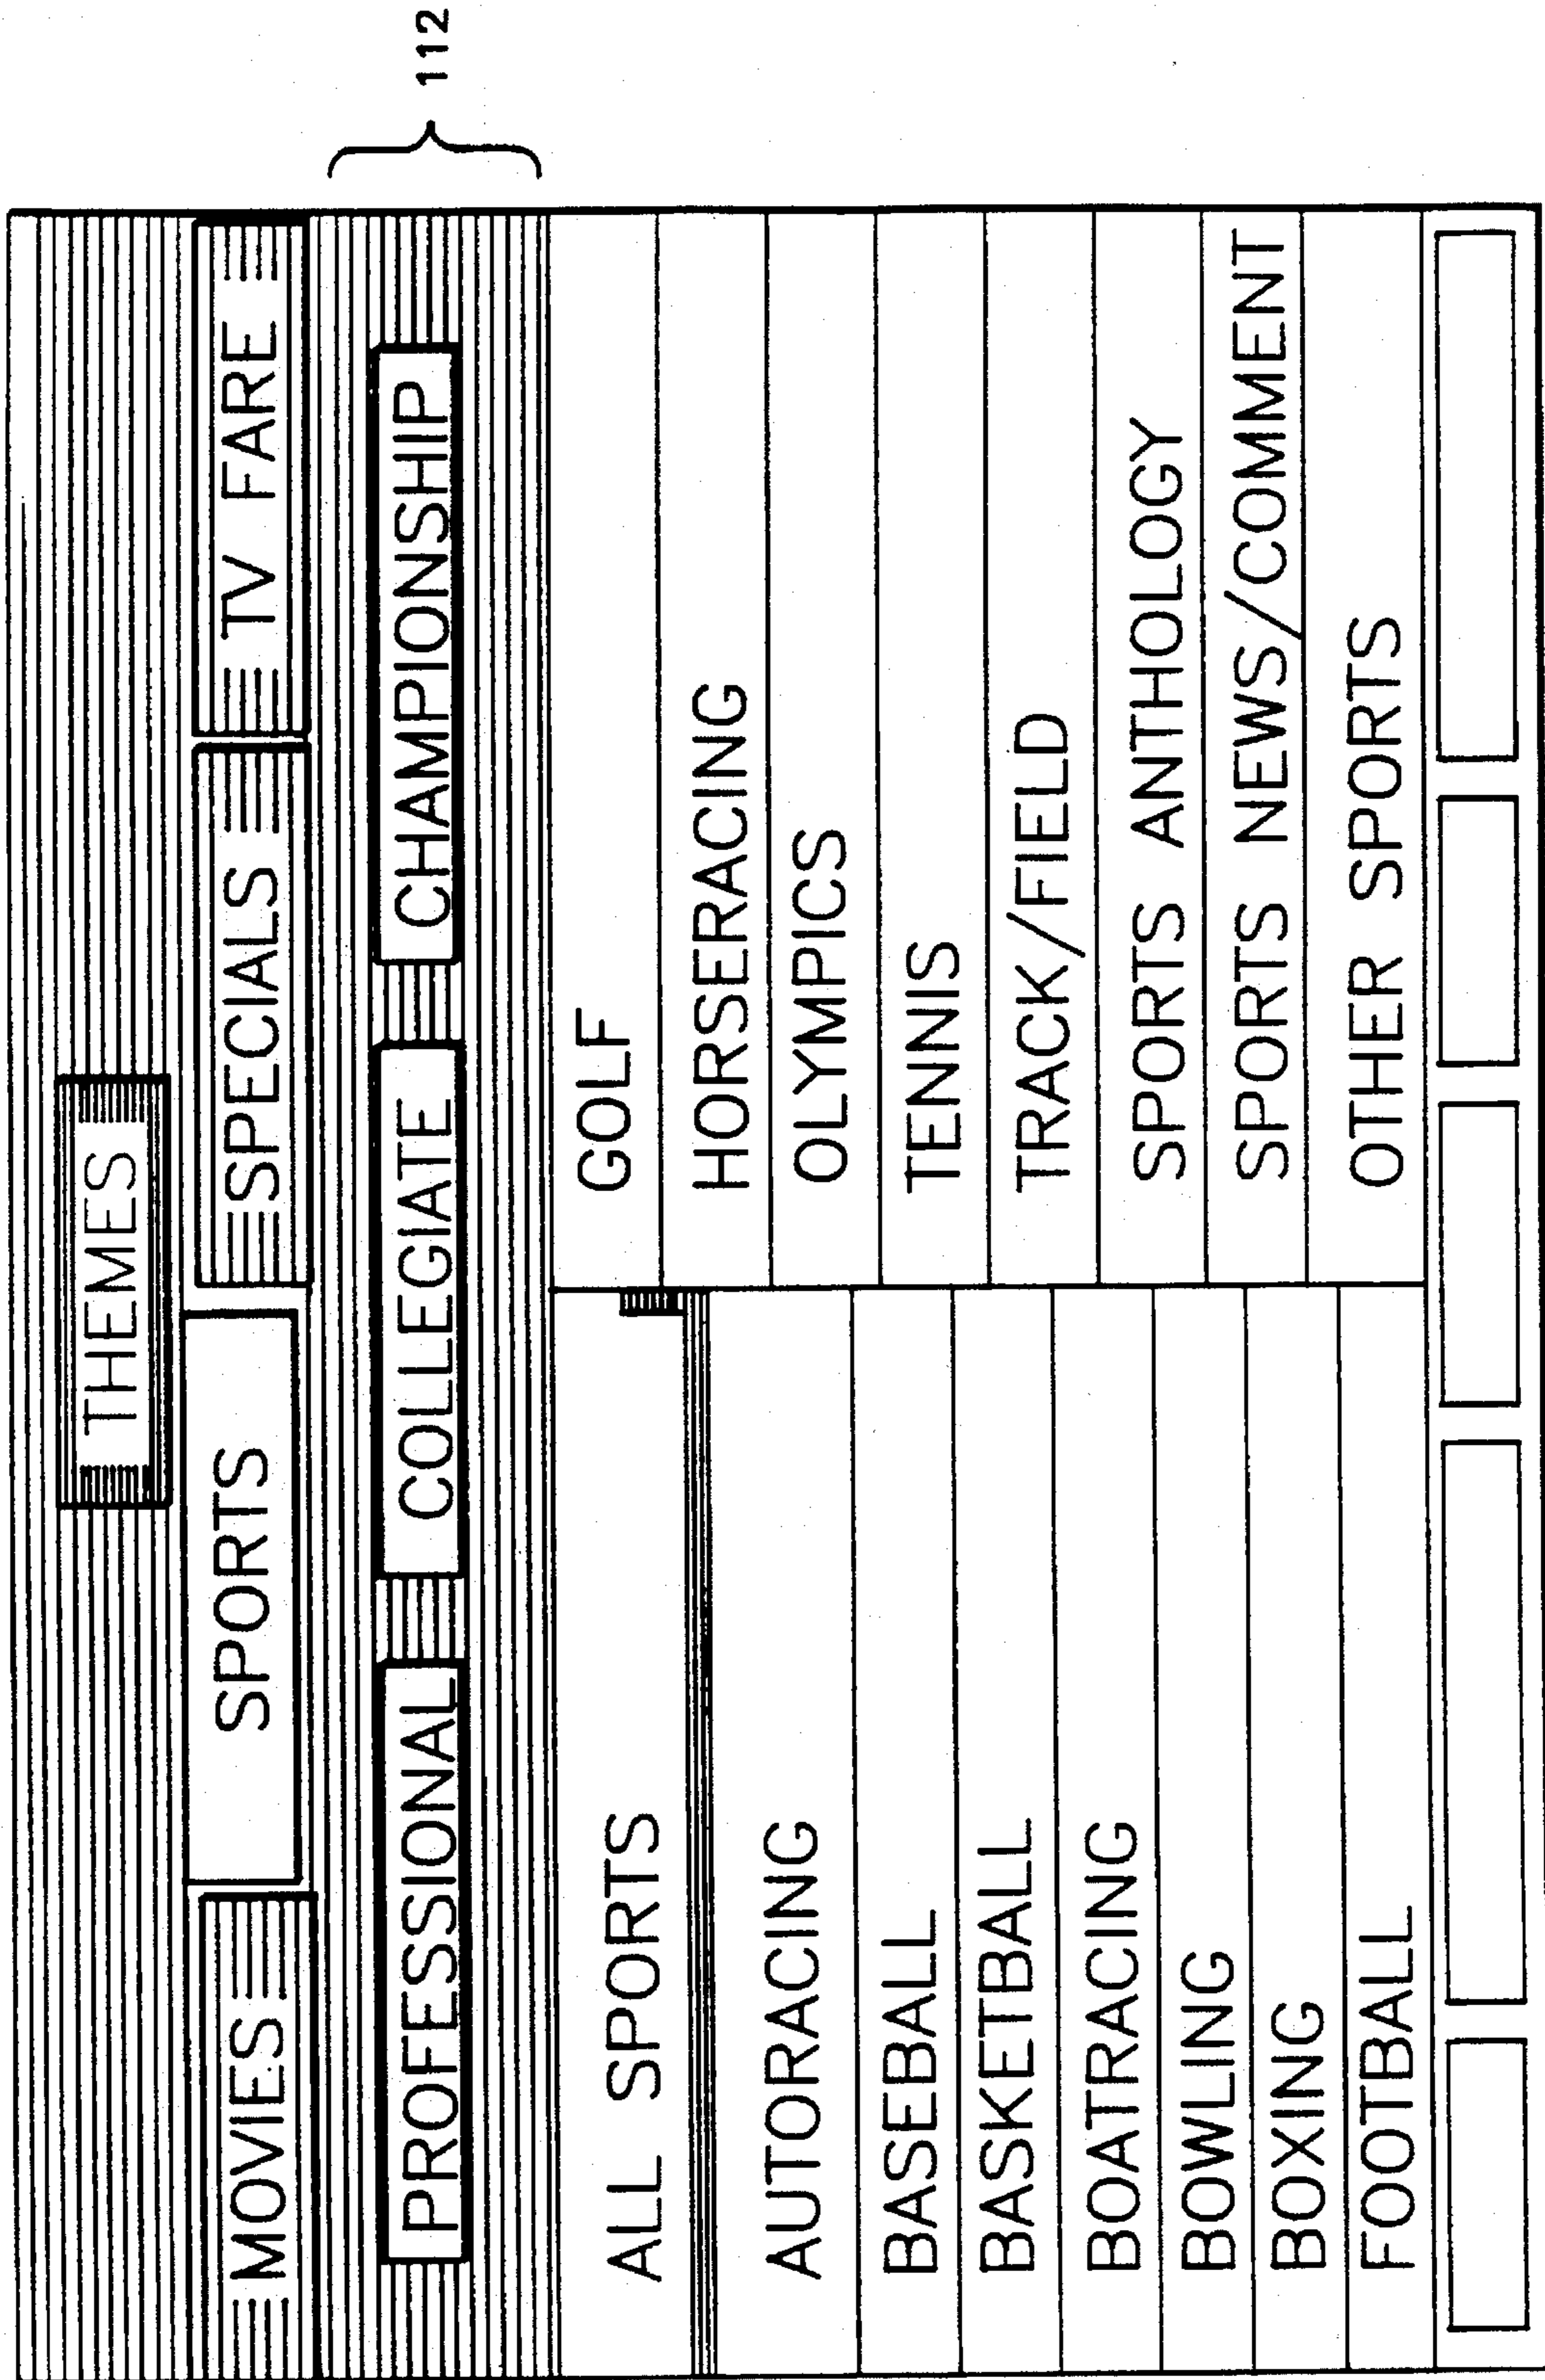 THEMES
MOVIES SPORTS SPECIALS TV FARE
PROFESSIONAL COLLEGIATE CHAMPIONSHIP
112
ALL SPORTS
AUTORACING
BASEBALL
BASKETBALL
BOATRACING
BOWLING
BOXING
FOOTBALL
GOLF
HORSERACING
OLYMPICS
TENNIS
TRACK/FIELD
SPORTS ANTHOLOGY
SPORTS NEWS/COMMENT
OTHER SPORTS